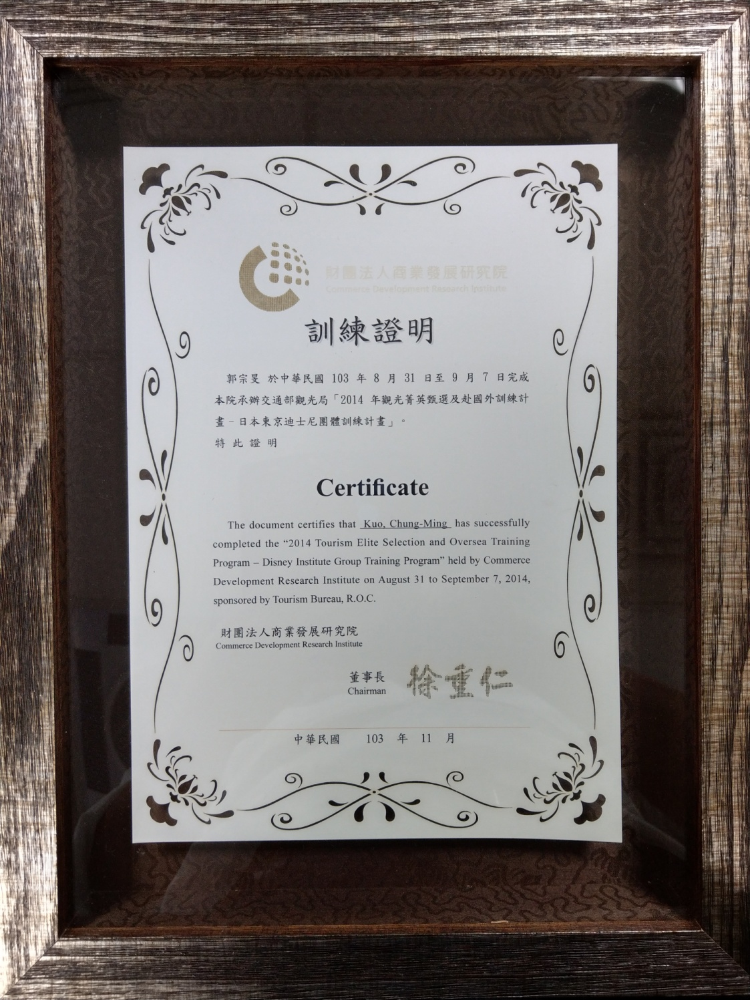 財團法人商業發展研究院
Commerce Development Research Institute
訓練證明
郭宗旻 於中華民國 103 年 8 月 31 日至 9 月 7 日完成
本院承辦交通部觀光局「2014 年觀光菁英甄選及赴國外訓練計
畫–日本東京迪士尼團體訓練計畫」。
特此證明
Certificate
The document certifies that Kuo, Chung-Ming has successfully
completed the “2014 Tourism Elite Selection and Oversea Training
Program – Disney Institute Group Training Program” held by Commerce
Development Research Institute on August 31 to September 7, 2014,
sponsored by Tourism Bureau, R.O.C.
財團法人商業發展研究院
Commerce Development Research Institute
董事長 徐重仁
Chairman
中華民國 103 年 11 月